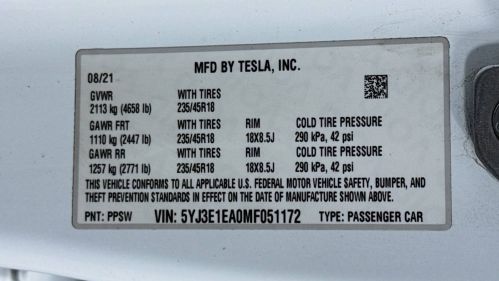 MFD BY TESLA, INC.
08/21
GVWR WITH TIRES
2113 kg (4658 lb) 235/45R18
GAWR FRT WITH TIRES RIM COLD TIRE PRESSURE
1110 kg (2447 lb) 235/45R18 18X8.5J 290 kPa, 42 psi
GAWR RR WITH TIRES RIM COLD TIRE PRESSURE
1257 kg (2771 lb) 235/45R18 18X8.5J 290 kPa, 42 psi
THIS VEHICLE CONFORMS TO ALL APPLICABLE U.S. FEDERAL MOTOR VEHICLE SAFETY, BUMPER, AND
THEFT PREVENTION STANDARDS IN EFFECT ON THE DATE OF MANUFACTURE SHOWN ABOVE.
PNT: PPSW VIN: 5YJ3E1EA0MF051172 TYPE: PASSENGER CAR